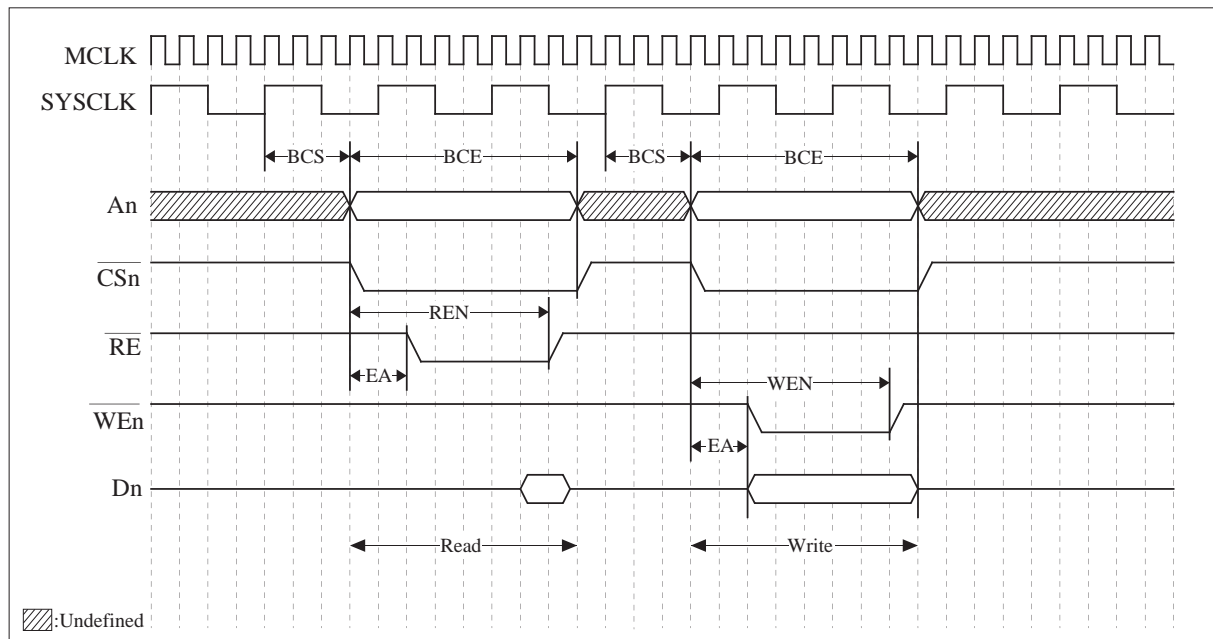 MCLK
SYSCLK
BCS BCE BCS BCE
An
CSn
REN
RE
EA WEN
WEn
EA
Dn
Read Write
:Undefined